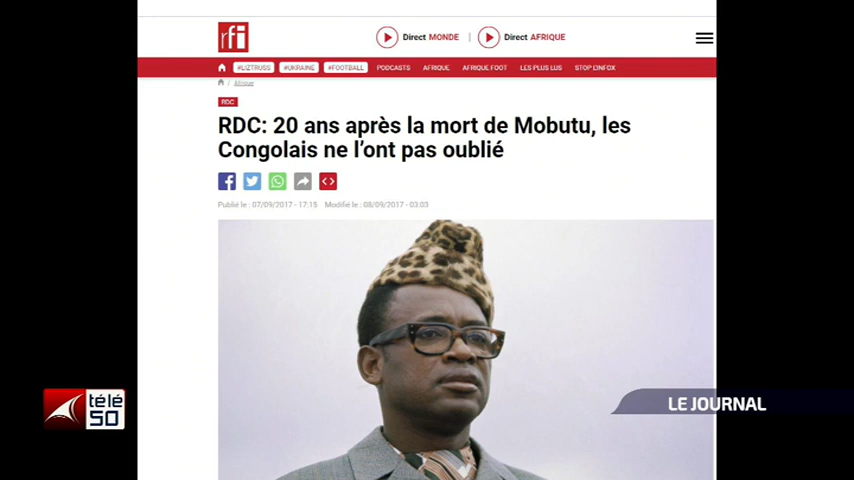 rfi
Direct MONDE | Direct AFRIQUE
#LIZTRUSS #UKRAINE #FOOTBALL PODCASTS AFRIQUE AFRIQUE FOOT LES PLUS LUS STOP L'INFOX
/ Afrique
RDC
RDC: 20 ans après la mort de Mobutu, les
Congolais ne l'ont pas oublié
Publié le : 07/09/2017 - 17:15 Modifié le : 08/09/2017 - 03:03
télé
50
LE JOURNAL